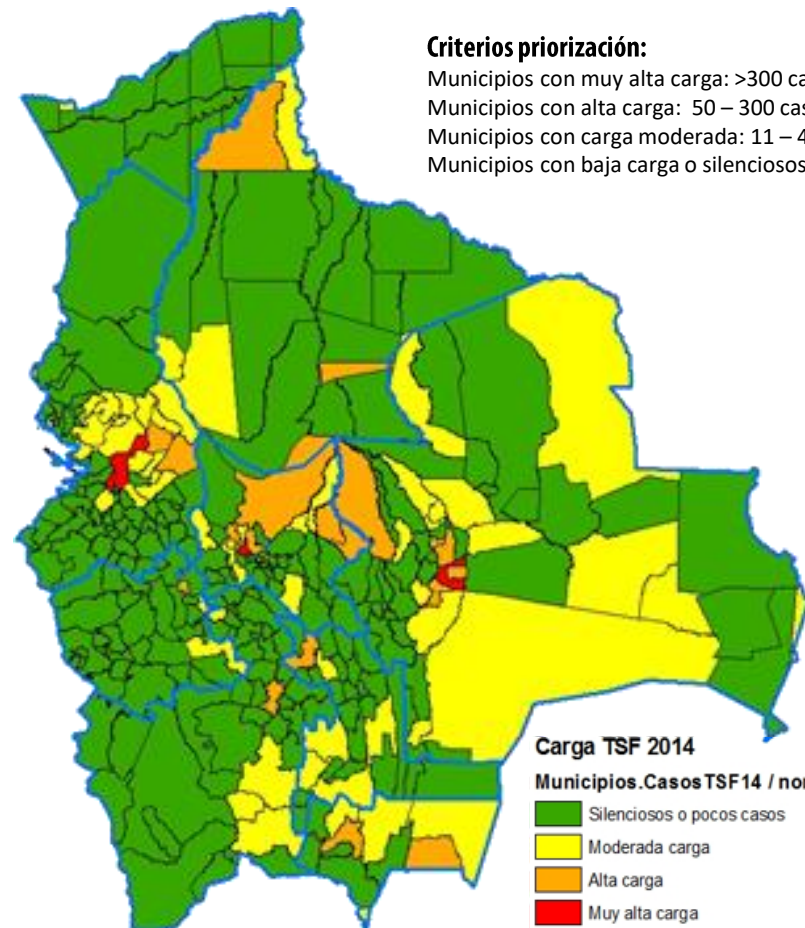 Criterios priorización:
Municipios con muy alta carga: >300 ca
Municipios con alta carga: 50 – 300 cas
Municipios con carga moderada: 11 – 4
Municipios con baja carga o silenciosos
Carga TSF 2014
Municipios.CasosTSF14 / nor
Silenciosos o pocos casos
Moderada carga
Alta carga
Muy alta carga